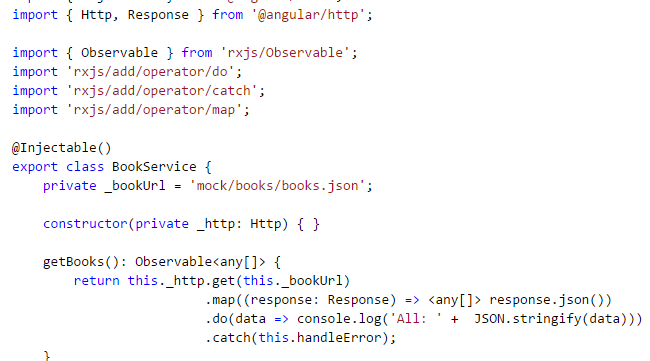 import { Http, Response } from '@angular/http';
import { Observable } from 'rxjs/Observable';
import 'rxjs/add/operator/do';
import 'rxjs/add/operator/catch';
import 'rxjs/add/operator/map';
@Injectable()
export class BookService {
    private _bookUrl = 'mock/books/books.json';
    constructor(private _http: Http) { }
    getBooks(): Observable<any[]> {
        return this._http.get(this._bookUrl)
                         .map((response: Response) => <any[]> response.json())
                         .do(data => console.log('All: ' +  JSON.stringify(data)))
                         .catch(this.handleError);
    }